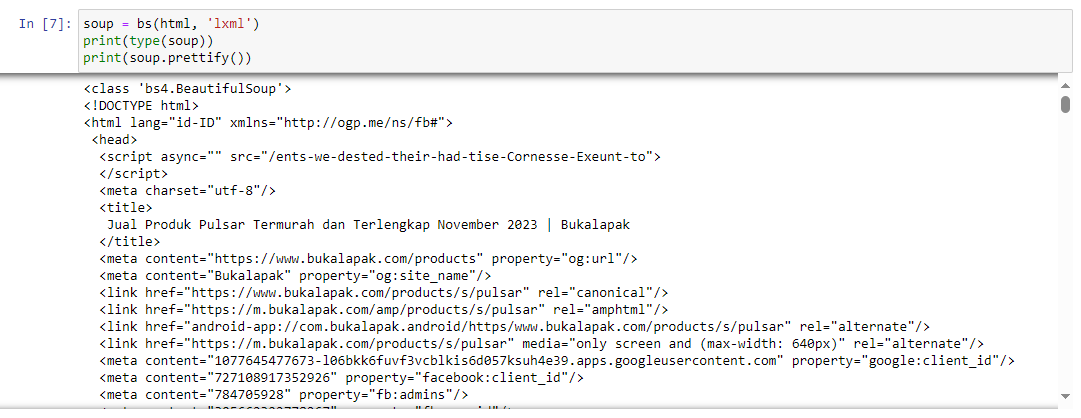 In [7]: soup = bs(html, 'lxml')
print(type(soup))
print(soup.prettify())
<class 'bs4.BeautifulSoup'>
<!DOCTYPE html>
<html lang="id-ID" xmlns="http://ogp.me/ns/fb#">
<head>
<script async="" src="/ents-we-dested-their-had-tise-Cornesse-Exeunt-to">
</script>
<meta charset="utf-8"/>
<title>
Jual Produk Pulsar Termurah dan Terlengkap November 2023 | Bukalapak
</title>
<meta content="https://www.bukalapak.com/products" property="og:url"/>
<meta content="Bukalapak" property="og:site_name"/>
<link href="https://www.bukalapak.com/products/s/pulsar" rel="canonical"/>
<link href="https://m.bukalapak.com/amp/products/s/pulsar" rel="amphtml"/>
<link href="android-app://com.bukalapak.android/https/www.bukalapak.com/products/s/pulsar" rel="alternate"/>
<link href="https://m.bukalapak.com/products/s/pulsar" media="only screen and (max-width: 640px)" rel="alternate"/>
<meta content="1077645477673-l06bkk6fuvf3vcblkis6d057ksuh4e39.apps.googleusercontent.com" property="google:client_id"/>
<meta content="727108917352926" property="facebook:client_id"/>
<meta content="784705928" property="fb:admins"/>